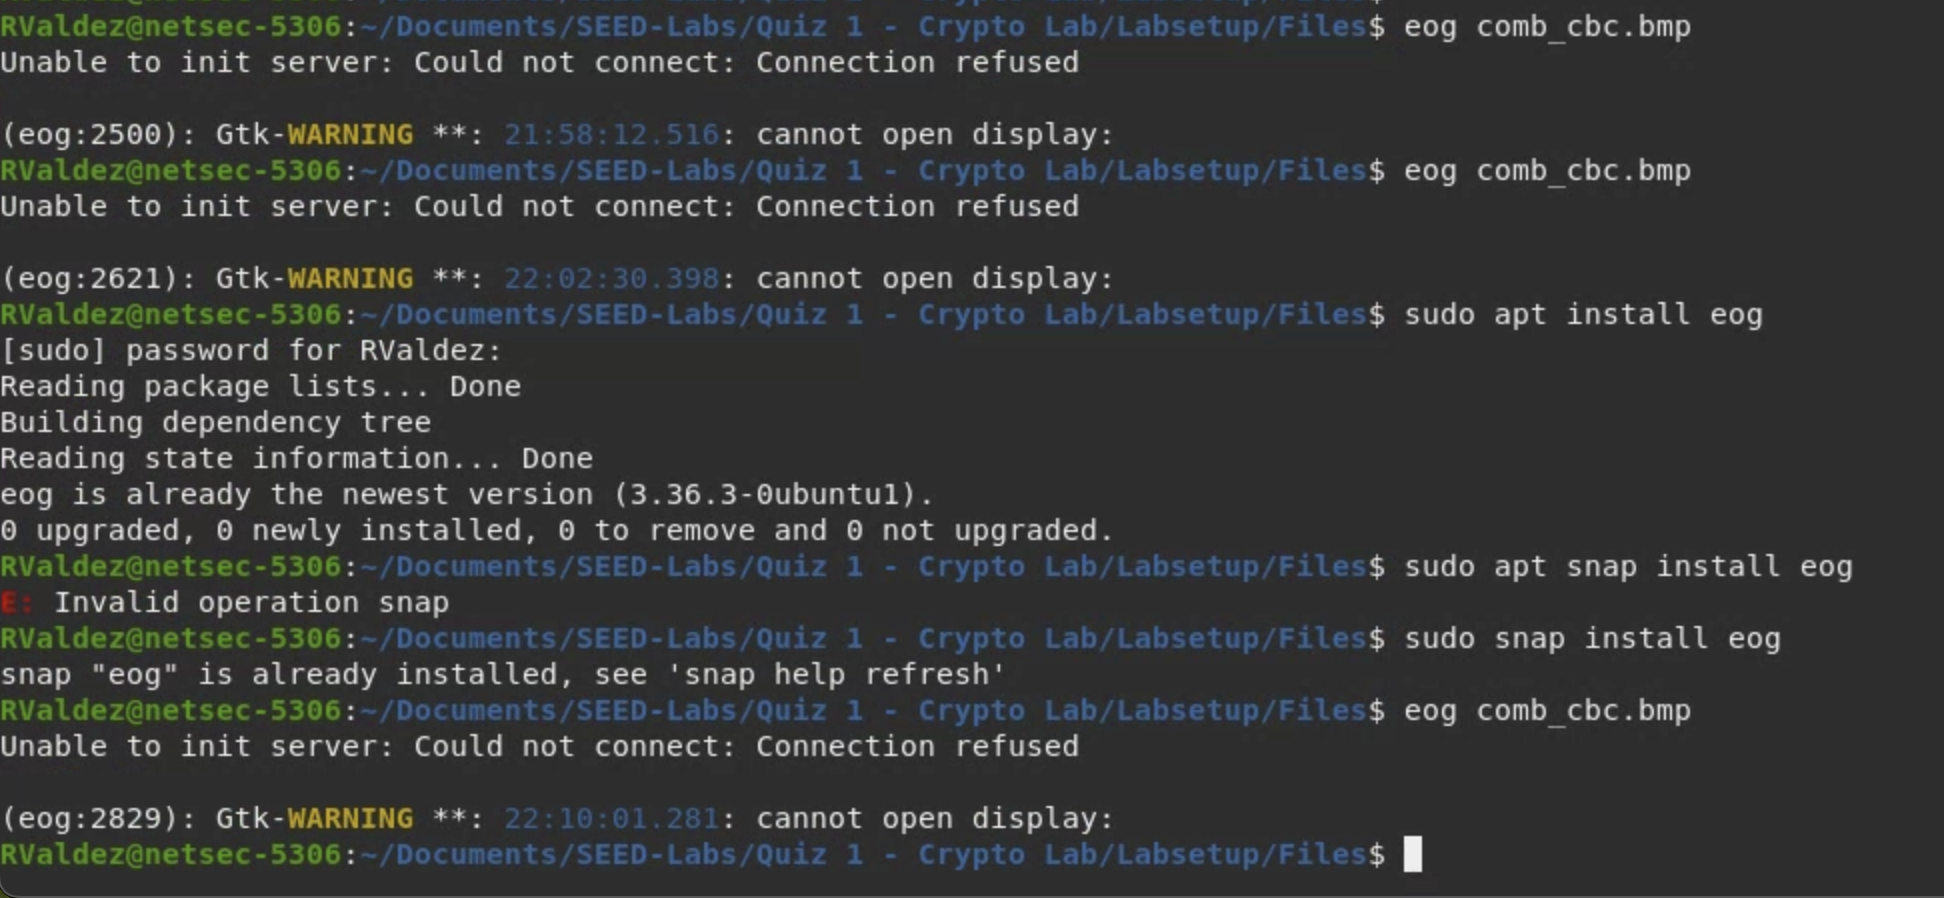 RValdez@netsec-5306:~/Documents/SEED-Labs/Quiz 1 - Crypto Lab/Labsetup/Files$ eog comb_cbc.bmp
Unable to init server: Could not connect: Connection refused
(eog:2500): Gtk-WARNING **: 21:58:12.516: cannot open display:
RValdez@netsec-5306:~/Documents/SEED-Labs/Quiz 1 - Crypto Lab/Labsetup/Files$ eog comb_cbc.bmp
Unable to init server: Could not connect: Connection refused
(eog:2621): Gtk-WARNING **: 22:02:30.398: cannot open display:
RValdez@netsec-5306:~/Documents/SEED-Labs/Quiz 1 - Crypto Lab/Labsetup/Files$ sudo apt install eog
[sudo] password for RValdez:
Reading package lists... Done
Building dependency tree
Reading state information... Done
eog is already the newest version (3.36.3-0ubuntu1).
0 upgraded, 0 newly installed, 0 to remove and 0 not upgraded.
RValdez@netsec-5306:~/Documents/SEED-Labs/Quiz 1 - Crypto Lab/Labsetup/Files$ sudo apt snap install eog
E: Invalid operation snap
RValdez@netsec-5306:~/Documents/SEED-Labs/Quiz 1 - Crypto Lab/Labsetup/Files$ sudo snap install eog
snap "eog" is already installed, see 'snap help refresh'
RValdez@netsec-5306:~/Documents/SEED-Labs/Quiz 1 - Crypto Lab/Labsetup/Files$ eog comb_cbc.bmp
Unable to init server: Could not connect: Connection refused
(eog:2829): Gtk-WARNING **: 22:10:01.281: cannot open display:
RValdez@netsec-5306:~/Documents/SEED-Labs/Quiz 1 - Crypto Lab/Labsetup/Files$